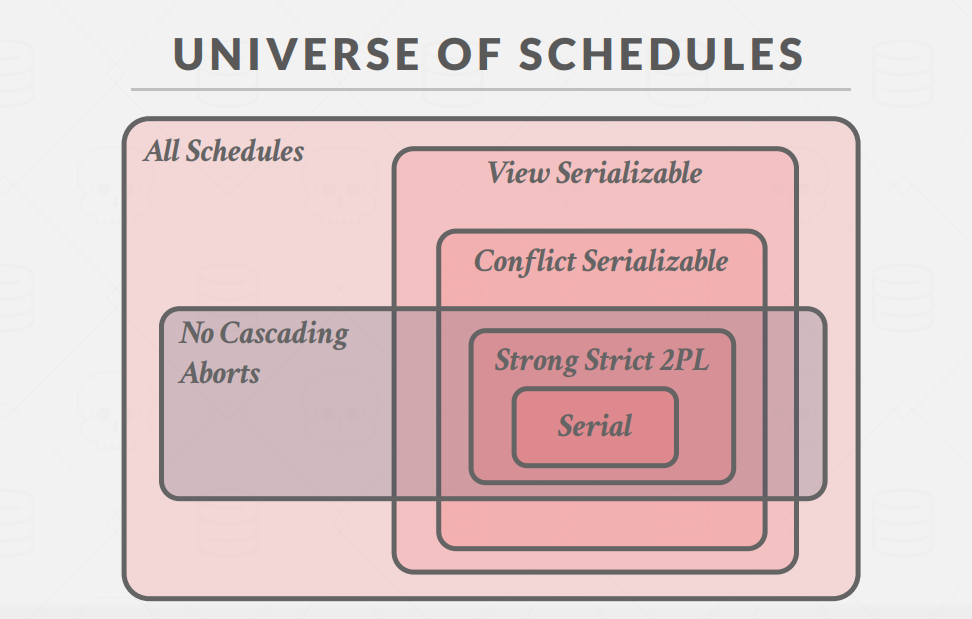 UNIVERSE OF SCHEDULES
All Schedules
View Serializable
Conflict Serializable
No Cascading
Aborts
Strong Strict 2PL
Serial